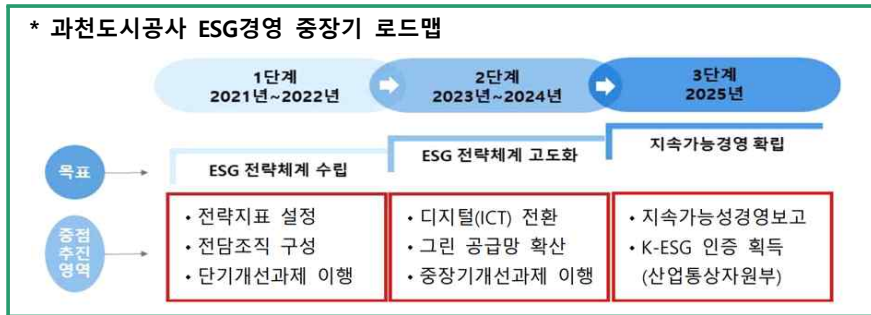 * 과천도시공사 ESG경영 중장기 로드맵
1단계
2021년~2022년
2단계
2023년~2024년
3단계
2025년
목표
ESG 전략체계 수립
ESG 전략체계 고도화
지속가능경영 확립
중점
추진
영역
• 전략지표 설정
• 전담조직 구성
• 단기개선과제 이행
• 디지털(ICT) 전환
• 그린 공급망 확산
• 중장기개선과제 이행
• 지속가능성경영보고
• K-ESG 인증 획득
(산업통상자원부)